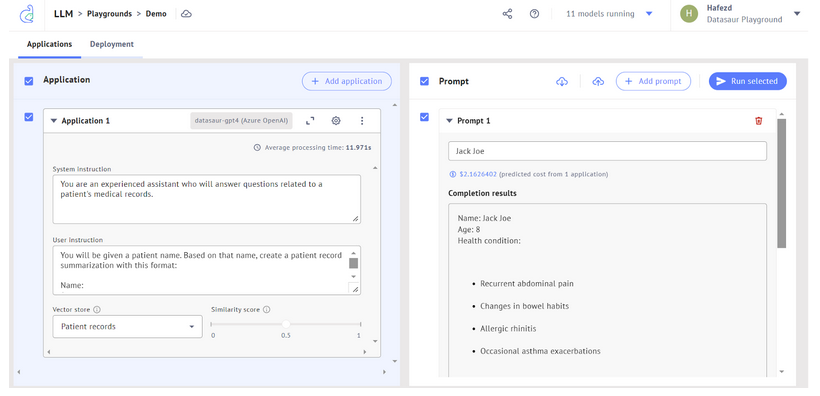 LLM > Playgrounds > Demo
11 models running
H
Hafezd
Datasaur Playground
Applications
Deployment
Application
+ Add application
Application 1
datasaur-gpt4 (Azure OpenAI)
Average processing time: 11.971s
System instruction
You are an experienced assistant who will answer questions related to a
patient's medical records.
User instruction
You will be given a patient name. Based on that name, create a patient record
summarization with this format:
Name:
Vector store
Patient records
Similarity score
0 0.5 1
Prompt
+ Add prompt
Run selected
Prompt 1
Jack Joe
$2.1626402 (predicted cost from 1 application)
Completion results
Name: Jack Joe
Age: 8
Health condition:
• Recurrent abdominal pain
• Changes in bowel habits
• Allergic rhinitis
• Occasional asthma exacerbations